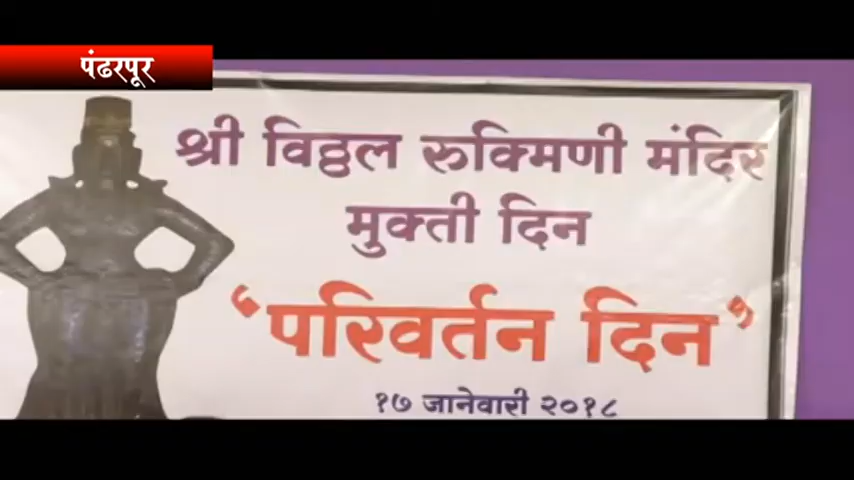 पंढरपूर
श्री विठ्ठल रुक्मिणी मंदिर
मुक्ती दिन
“परिवर्तन दिन”
१७ जानेवारी २०१८